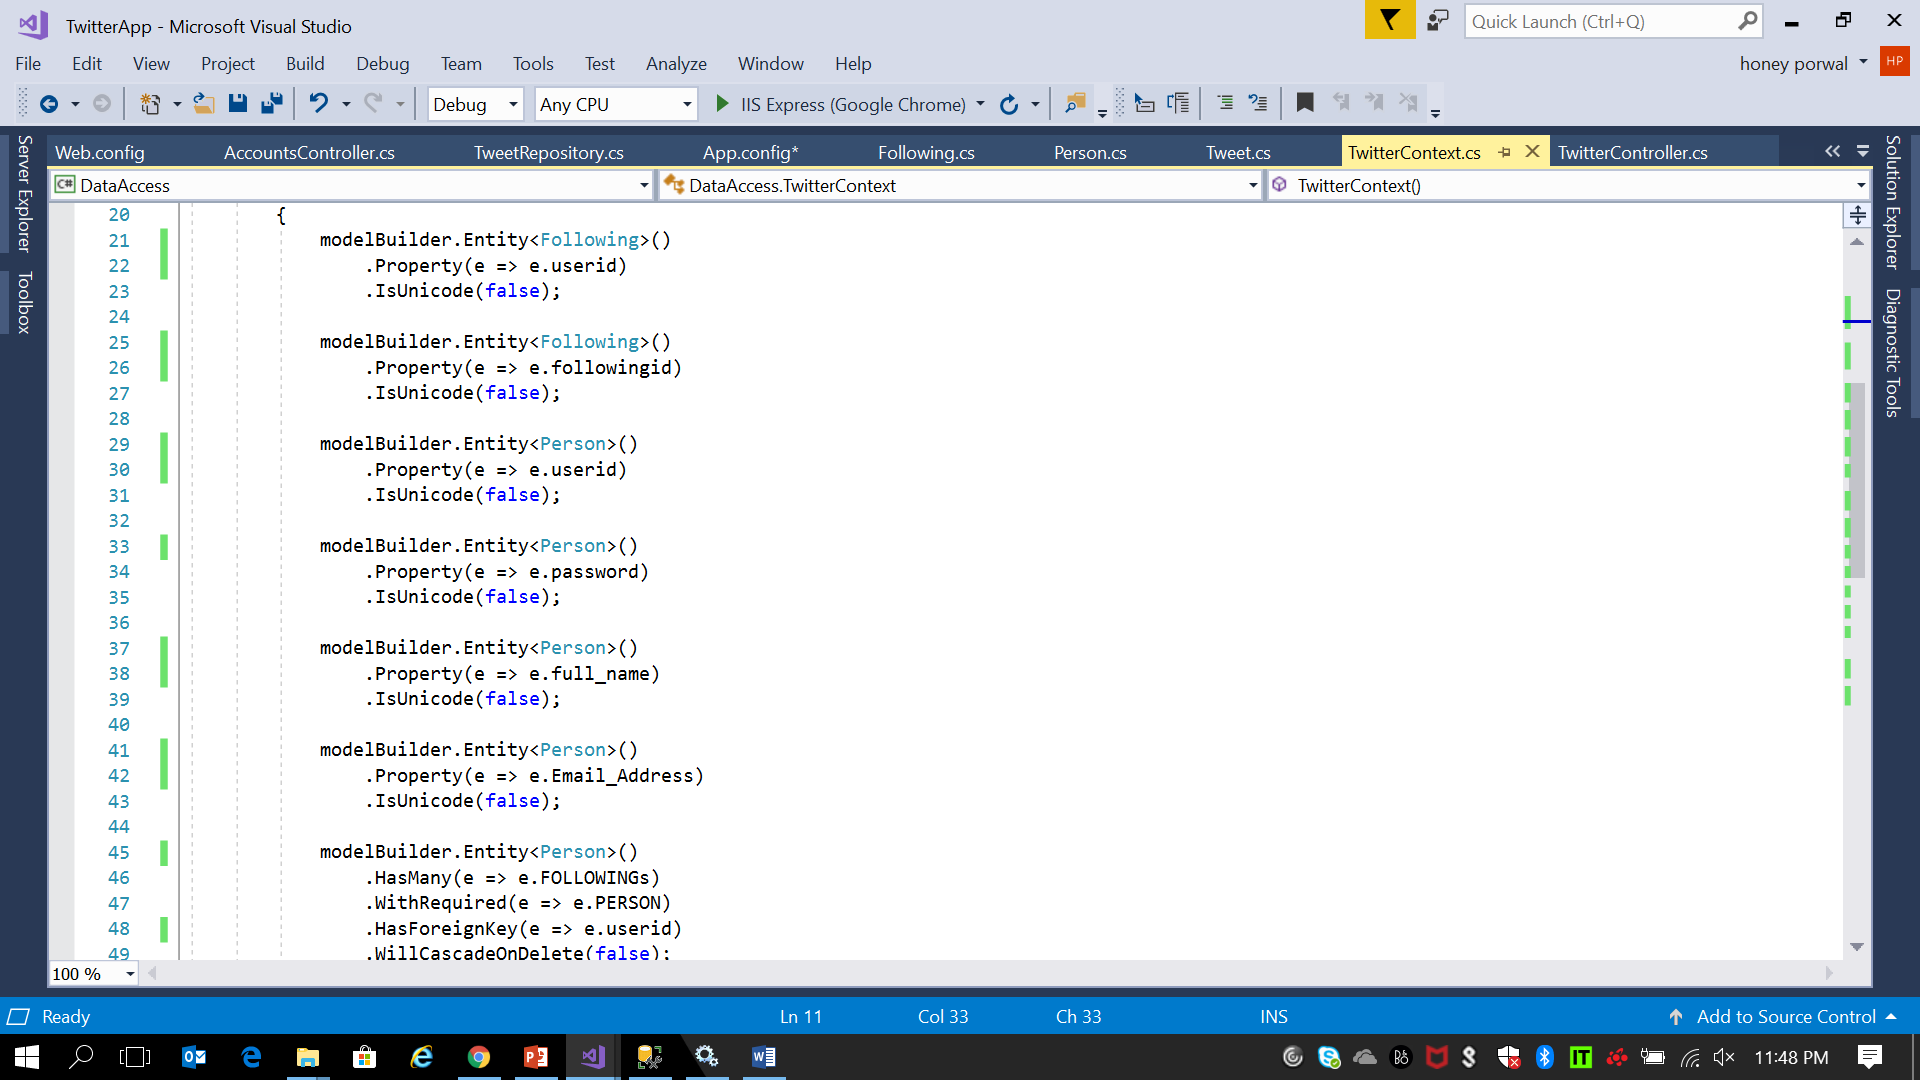 TwitterApp - Microsoft Visual Studio
Quick Launch (Ctrl+Q)
File Edit View Project Build Debug Team Tools Test Analyze Window Help
honey porwal HP
Debug Any CPU IIS Express (Google Chrome)
Web.config AccountsController.cs TweetRepository.cs App.config* Following.cs Person.cs Tweet.cs TwitterContext.cs TwitterController.cs
Server Explorer
Toolbox
Solution Explorer
Diagnostic Tools
C# DataAccess DataAccess.TwitterContext TwitterContext()
20 {
21 modelBuilder.Entity<Following>()
22 .Property(e => e.userid)
23 .IsUnicode(false);
24
25 modelBuilder.Entity<Following>()
26 .Property(e => e.followingid)
27 .IsUnicode(false);
28
29 modelBuilder.Entity<Person>()
30 .Property(e => e.userid)
31 .IsUnicode(false);
32
33 modelBuilder.Entity<Person>()
34 .Property(e => e.password)
35 .IsUnicode(false);
36
37 modelBuilder.Entity<Person>()
38 .Property(e => e.full_name)
39 .IsUnicode(false);
40
41 modelBuilder.Entity<Person>()
42 .Property(e => e.Email_Address)
43 .IsUnicode(false);
44
45 modelBuilder.Entity<Person>()
46 .HasMany(e => e.FOLLOWINGs)
47 .WithRequired(e => e.PERSON)
48 .HasForeignKey(e => e.userid)
49 .WillCascadeOnDelete(false);
100 %
Ready Ln 11 Col 33 Ch 33 INS Add to Source Control
11:48 PM